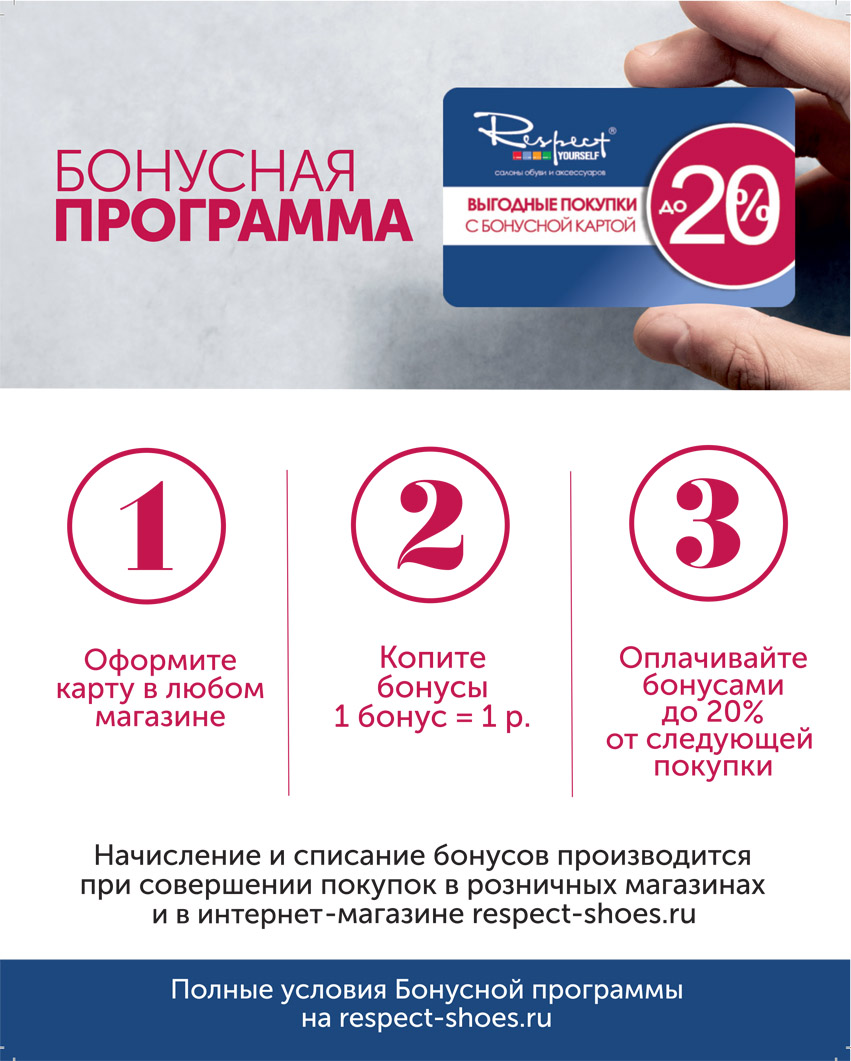 БОНУСНАЯ
ПРОГРАММА
Respect®
YOURSELF
салоны обуви и аксессуаров
ВЫГОДНЫЕ ПОКУПКИ
С БОНУСНОЙ КАРТОЙ
до 20%
1
Оформите
карту в любом
магазине
2
Копите
бонусы
1 бонус = 1 р.
3
Оплачивайте
бонусами
до 20%
от следующей
покупки
Начисление и списание бонусов производится
при совершении покупок в розничных магазинах
и в интернет-магазине respect-shoes.ru
Полные условия Бонусной программы
на respect-shoes.ru